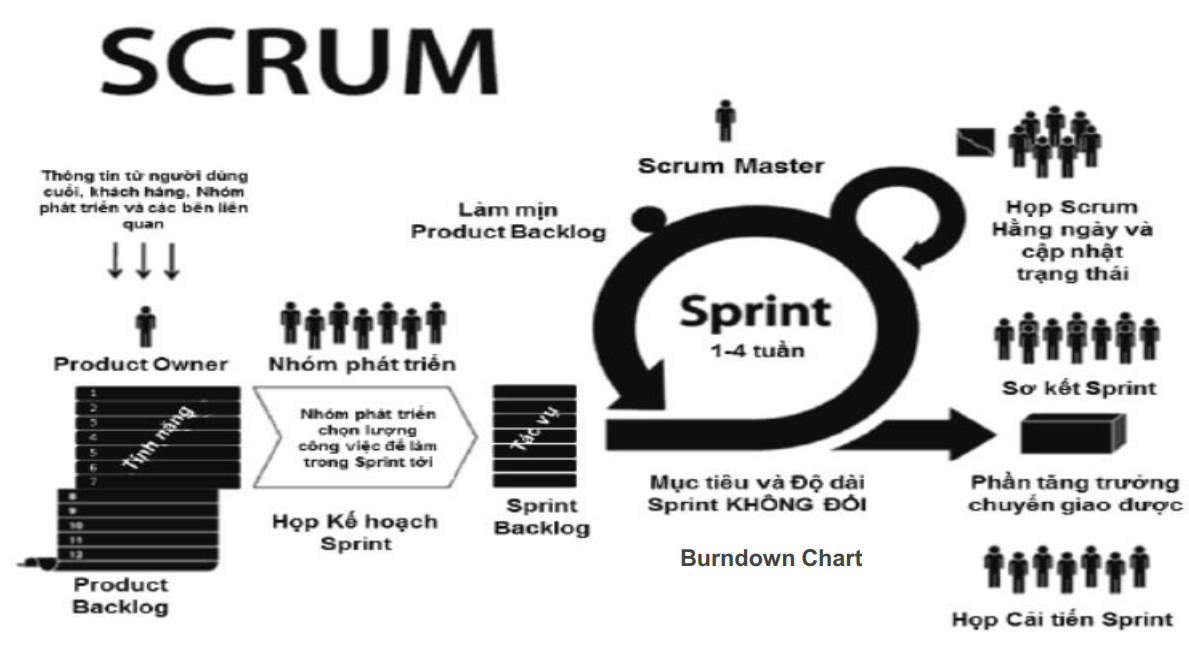 SCRUM
Thông tin từ người dùng
cuối, khách hàng, Nhóm
phát triển và các bên liên
quan
Product Owner
Nhóm phát triển
1
2
3
4
5
6
7
8
9
10
11
12
Tính năng
Product
Backlog
Nhóm phát triển
chọn lượng
công việc để làm
trong Sprint tới
Họp Kế hoạch
Sprint
Tác vụ
Sprint
Backlog
Làm mịn
Product Backlog
Scrum Master
Sprint
1-4 tuần
Mục tiêu và Độ dài
Sprint KHÔNG ĐỔI
Burndown Chart
Họp Scrum
Hằng ngày và
cập nhật
trạng thái
Sơ kết Sprint
Phần tăng trưởng
chuyển giao được
Họp Cải tiến Sprint